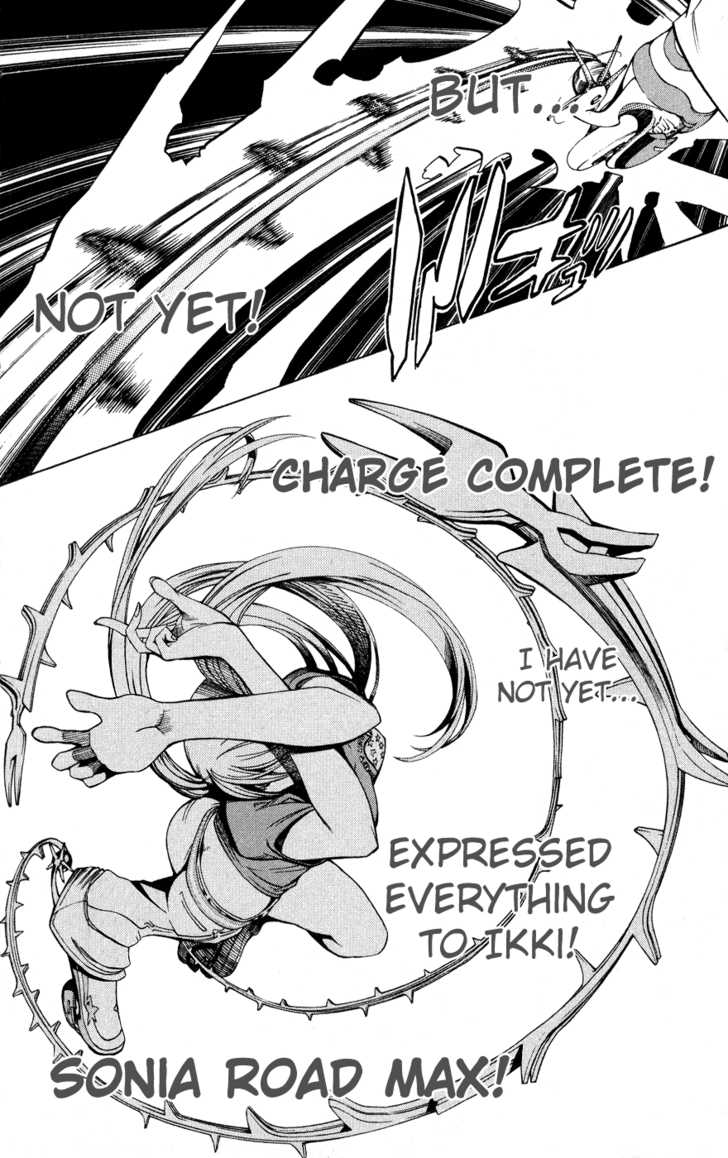 BUT...
NOT YET!
CHARGE COMPLETE!
I HAVE
NOT YET...
EXPRESSED
EVERYTHING
TO IKKI!
SONIA ROAD MAX!